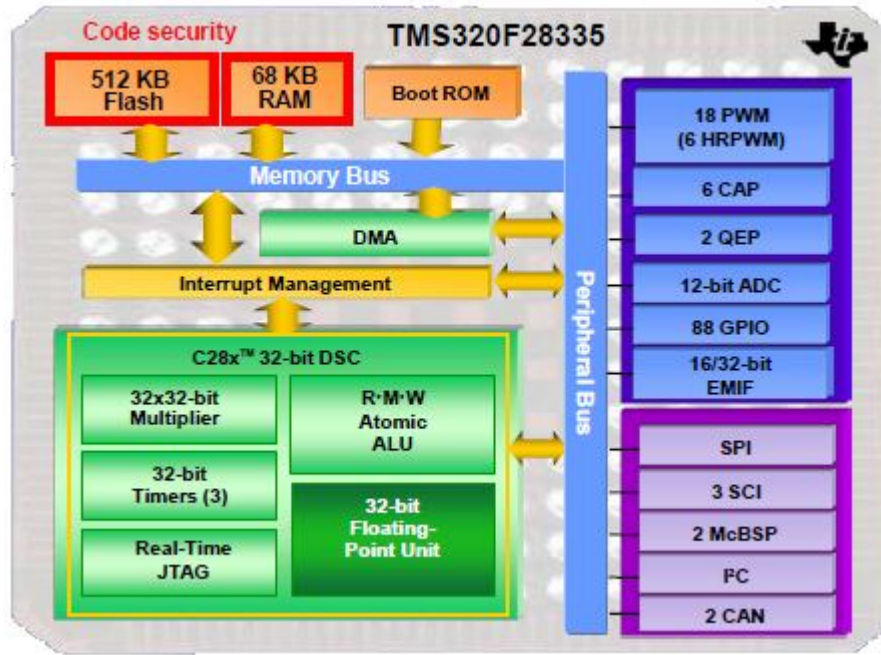 Code security
TMS320F28335
512 KB
Flash
68 KB
RAM
Boot ROM
Memory Bus
DMA
Interrupt Management
C28x™ 32-bit DSC
32x32-bit
Multiplier
32-bit
Timers (3)
Real-Time
JTAG
R·M·W
Atomic
ALU
32-bit
Floating-
Point Unit
Peripheral Bus
18 PWM
(6 HRPWM)
6 CAP
2 QEP
12-bit ADC
88 GPIO
16/32-bit
EMIF
SPI
3 SCI
2 McBSP
I²C
2 CAN